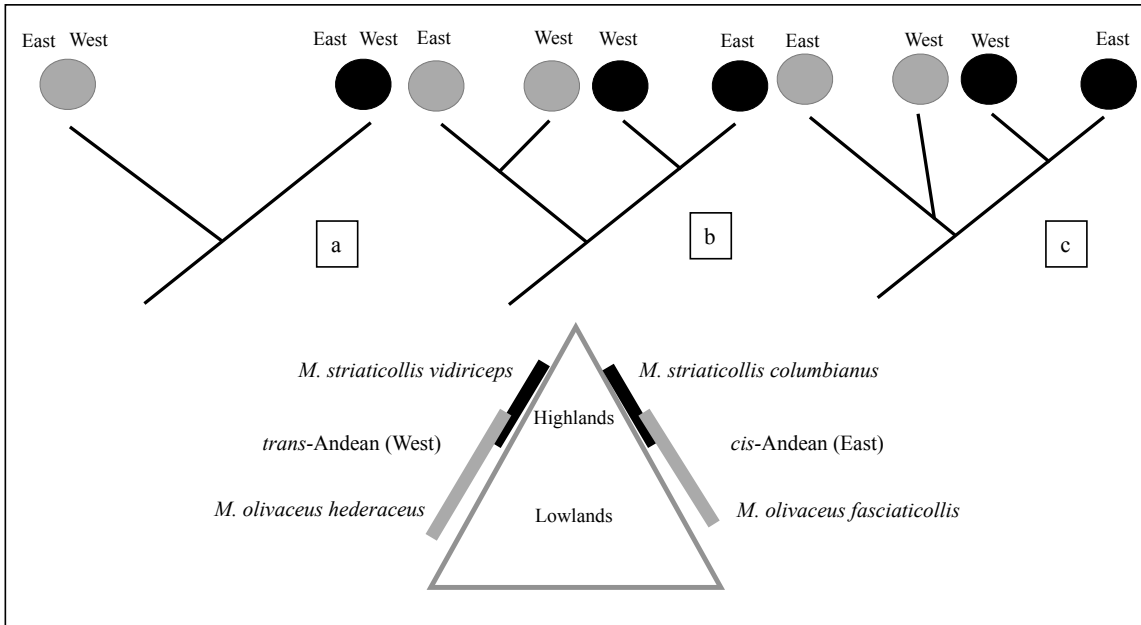 East West
East West
East
West
West
East
East
West
West
East
a
b
c
M. striaticollis vidiriceps
M. striaticollis columbianus
Highlands
trans-Andean (West)
cis-Andean (East)
M. olivaceus hederaceus
Lowlands
M. olivaceus fasciaticollis